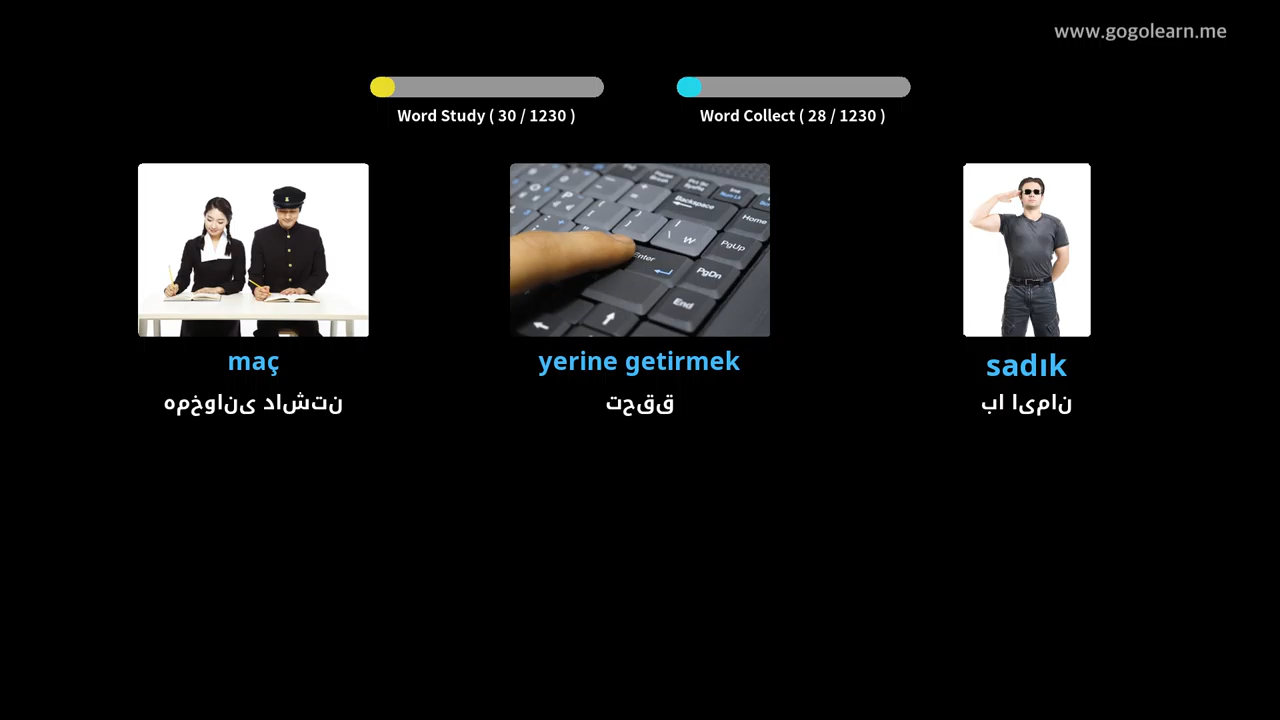 www.gogolearn.me
Word Study ( 30 / 1230 )
Word Collect ( 28 / 1230 )
Backspace
Home
PgUp
Enter
PgDn
End
maç
yerine getirmek
sadık
همخوانی داشتن
تحقق
با ایمان